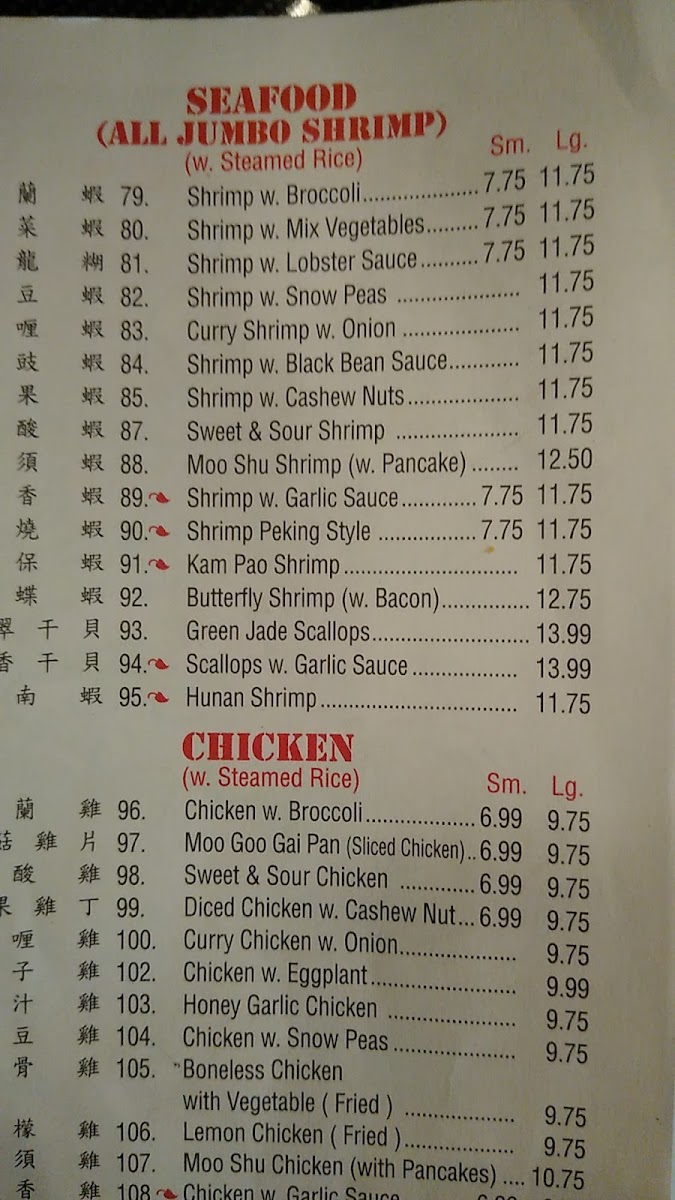 SEAFOOD
(ALL JUMBO SHRIMP)
(w. Steamed Rice) Sm. Lg.
蘭 蝦 79. Shrimp w. Broccoli.................... 7.75 11.75
菜 蝦 80. Shrimp w. Mix Vegetables......... 7.75 11.75
龍 糊 81. Shrimp w. Lobster Sauce.......... 7.75 11.75
豆 蝦 82. Shrimp w. Snow Peas ...................... 11.75
喱 蝦 83. Curry Shrimp w. Onion ..................... 11.75
豉 蝦 84. Shrimp w. Black Bean Sauce............ 11.75
果 蝦 85. Shrimp w. Cashew Nuts.................... 11.75
酸 蝦 87. Sweet & Sour Shrimp ...................... 11.75
須 蝦 88. Moo Shu Shrimp (w. Pancake) ........ 12.50
香 蝦 89. Shrimp w. Garlic Sauce............. 7.75 11.75
燒 蝦 90. Shrimp Peking Style ................. 7.75 11.75
保 蝦 91. Kam Pao Shrimp............................... 11.75
蝶 蝦 92. Butterfly Shrimp (w. Bacon)............... 12.75
翠 干 貝 93. Green Jade Scallops........................... 13.99
香 干 貝 94. Scallops w. Garlic Sauce .................. 13.99
南 蝦 95. Hunan Shrimp................................... 11.75
CHICKEN
(w. Steamed Rice) Sm. Lg.
蘭 雞 96. Chicken w. Broccoli................... 6.99 9.75
菇 雞 片 97. Moo Goo Gai Pan (Sliced Chicken).. 6.99 9.75
酸 雞 98. Sweet & Sour Chicken ............. 6.99 9.75
果 雞 丁 99. Diced Chicken w. Cashew Nut... 6.99 9.75
喱 雞 100. Curry Chicken w. Onion..................... 9.75
子 雞 102. Chicken w. Eggplant.......................... 9.99
汁 雞 103. Honey Garlic Chicken ....................... 9.75
豆 雞 104. Chicken w. Snow Peas...................... 9.75
骨 雞 105. Boneless Chicken
with Vegetable ( Fried ) ................... 9.75
檬 雞 106. Lemon Chicken ( Fried ).................... 9.75
須 雞 107. Moo Shu Chicken (with Pancakes) .... 10.75
香 雞 108 Chicken w. Garlic Sauce